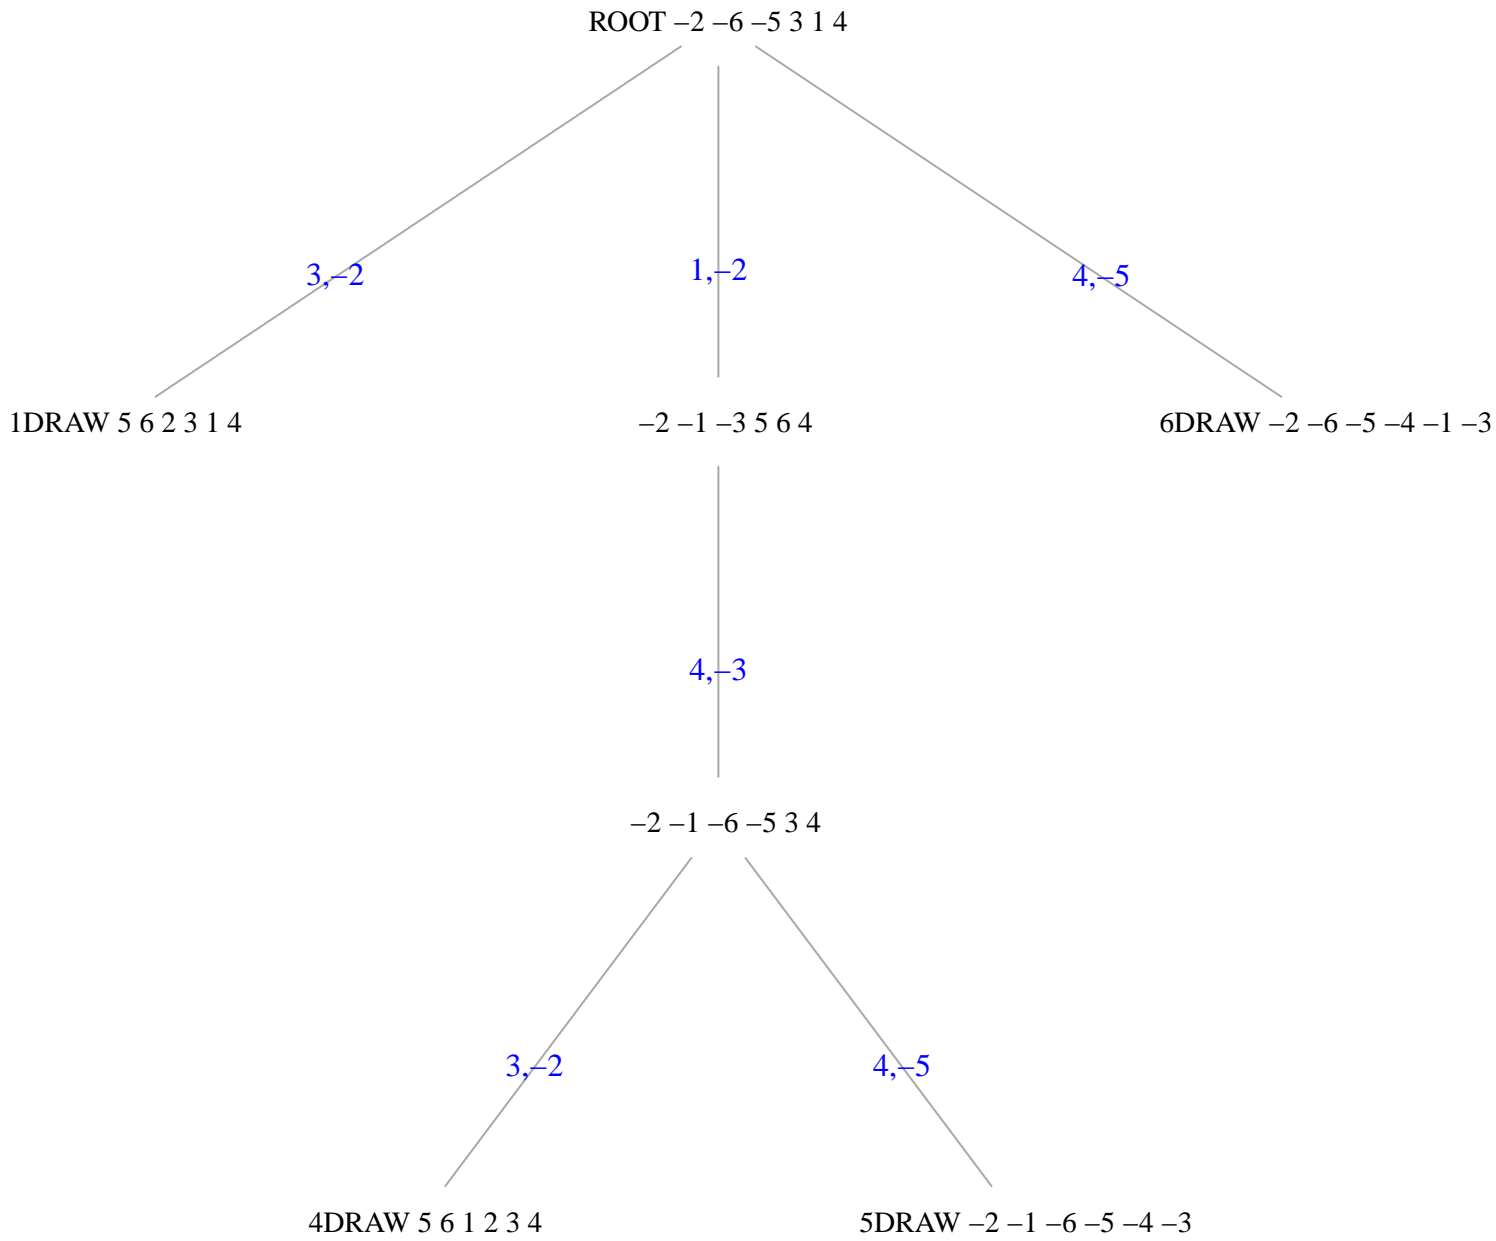 ROOT –2 –6 –5 3 1 4
3,–2
1,–2
4,–5
1DRAW 5 6 2 3 1 4
–2 –1 –3 5 6 4
6DRAW –2 –6 –5 –4 –1 –3
4,–3
–2 –1 –6 –5 3 4
3,–2
4,–5
4DRAW 5 6 1 2 3 4
5DRAW –2 –1 –6 –5 –4 –3